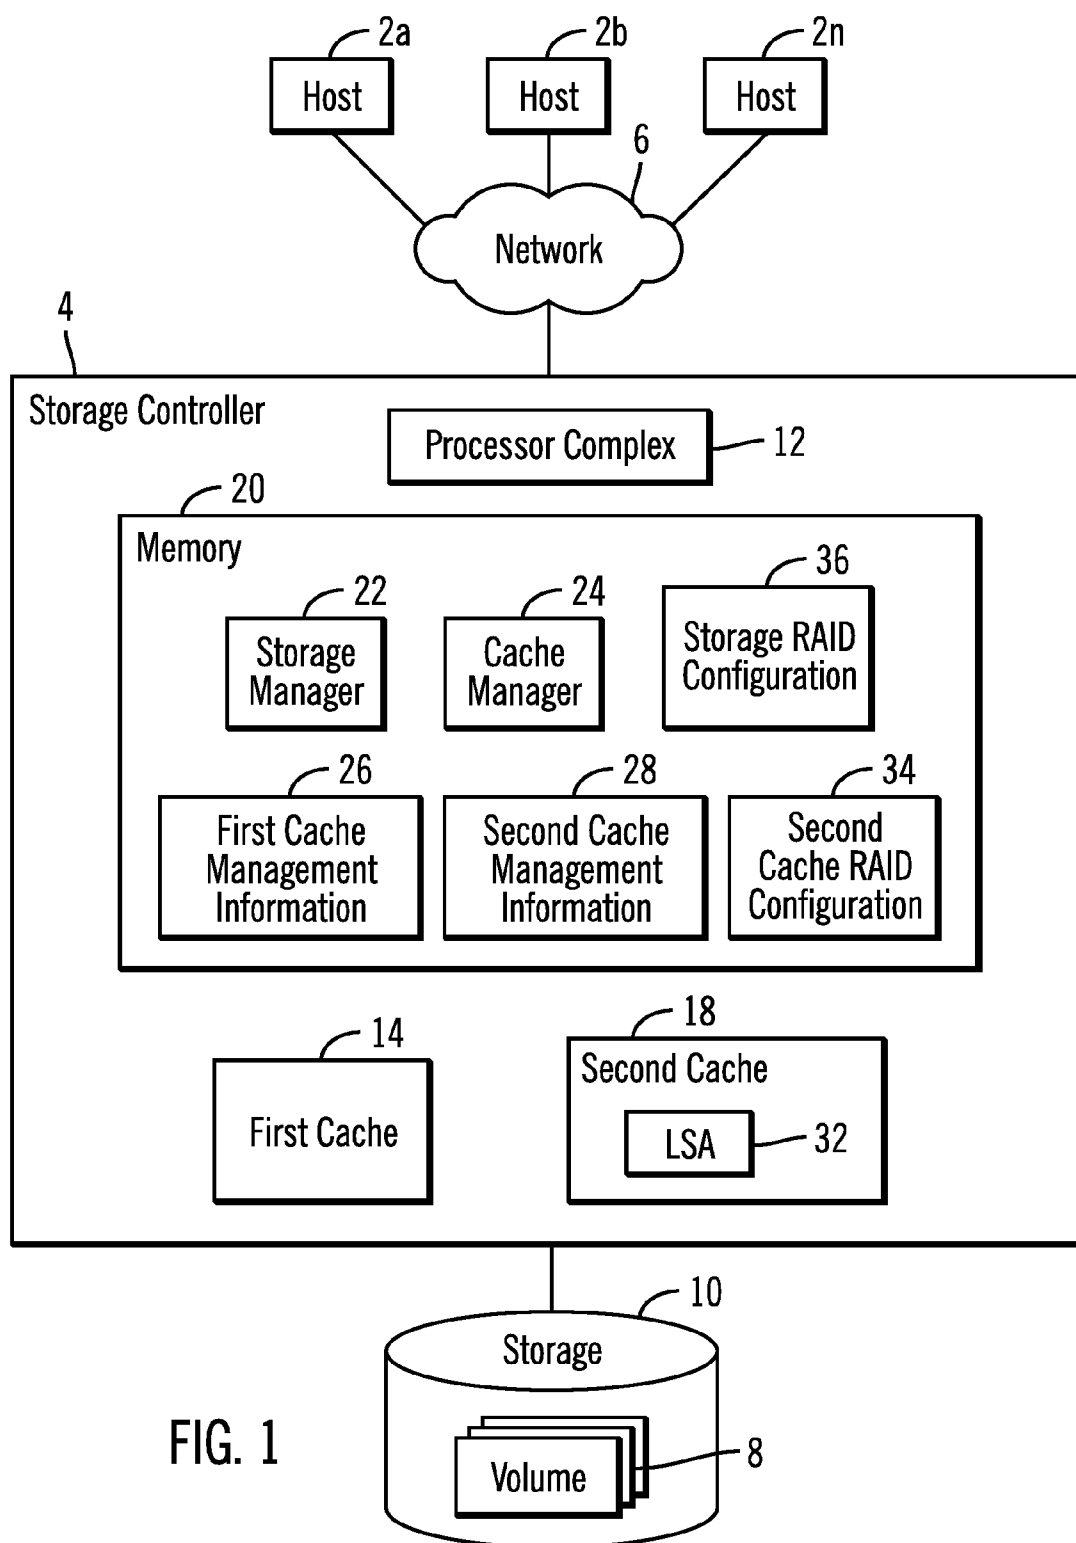 2a 2b 2n
Host Host Host
6
Network
4
Storage Controller
Processor Complex 12
20
Memory
22 24 36
Storage Manager
Cache Manager
Storage RAID Configuration
26 28 34
First Cache Management Information
Second Cache Management Information
Second Cache RAID Configuration
14 18
First Cache
Second Cache
LSA 32
10
Storage
FIG. 1
Volume 8